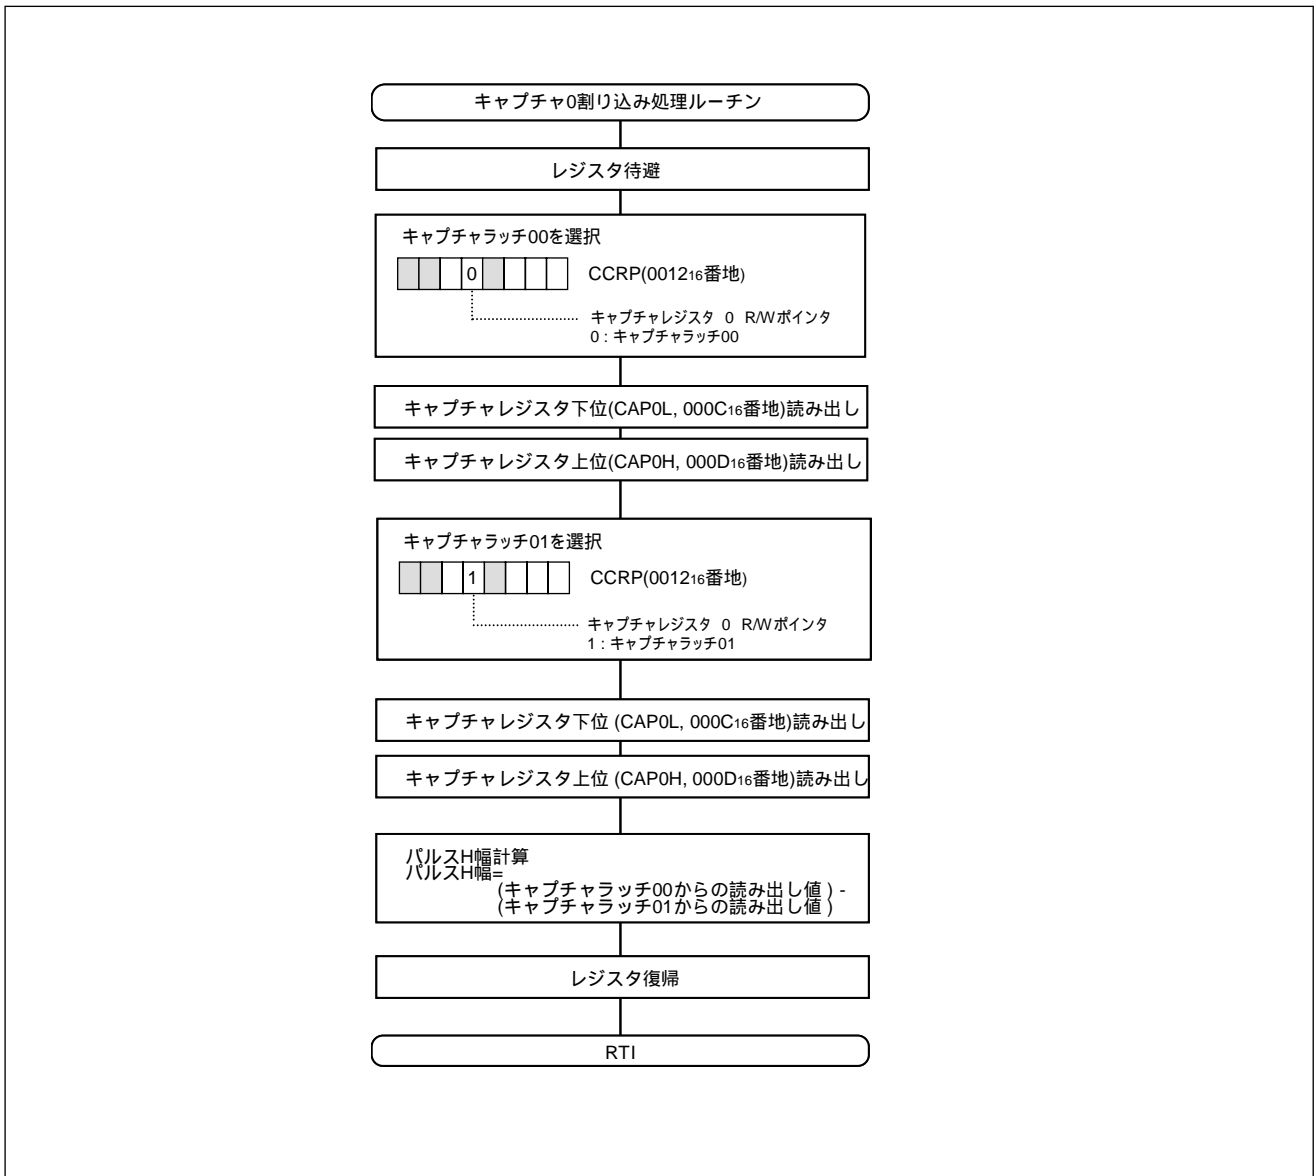 キャプチャ0割り込み処理ルーチン
レジスタ待避
キャプチャラッチ00を選択
0
CCRP(001216番地)
キャプチャレジスタ 0 R/Wポインタ
0 : キャプチャラッチ00
キャプチャレジスタ下位(CAP0L, 000C16番地)読み出し
キャプチャレジスタ上位(CAP0H, 000D16番地)読み出し
キャプチャラッチ01を選択
1
CCRP(001216番地)
キャプチャレジスタ 0 R/Wポインタ
1 : キャプチャラッチ01
キャプチャレジスタ下位 (CAP0L, 000C16番地)読み出し
キャプチャレジスタ上位 (CAP0H, 000D16番地)読み出し
パルスH幅計算
パルスH幅=
(キャプチャラッチ00からの読み出し値 ) -
(キャプチャラッチ01からの読み出し値 )
レジスタ復帰
RTI